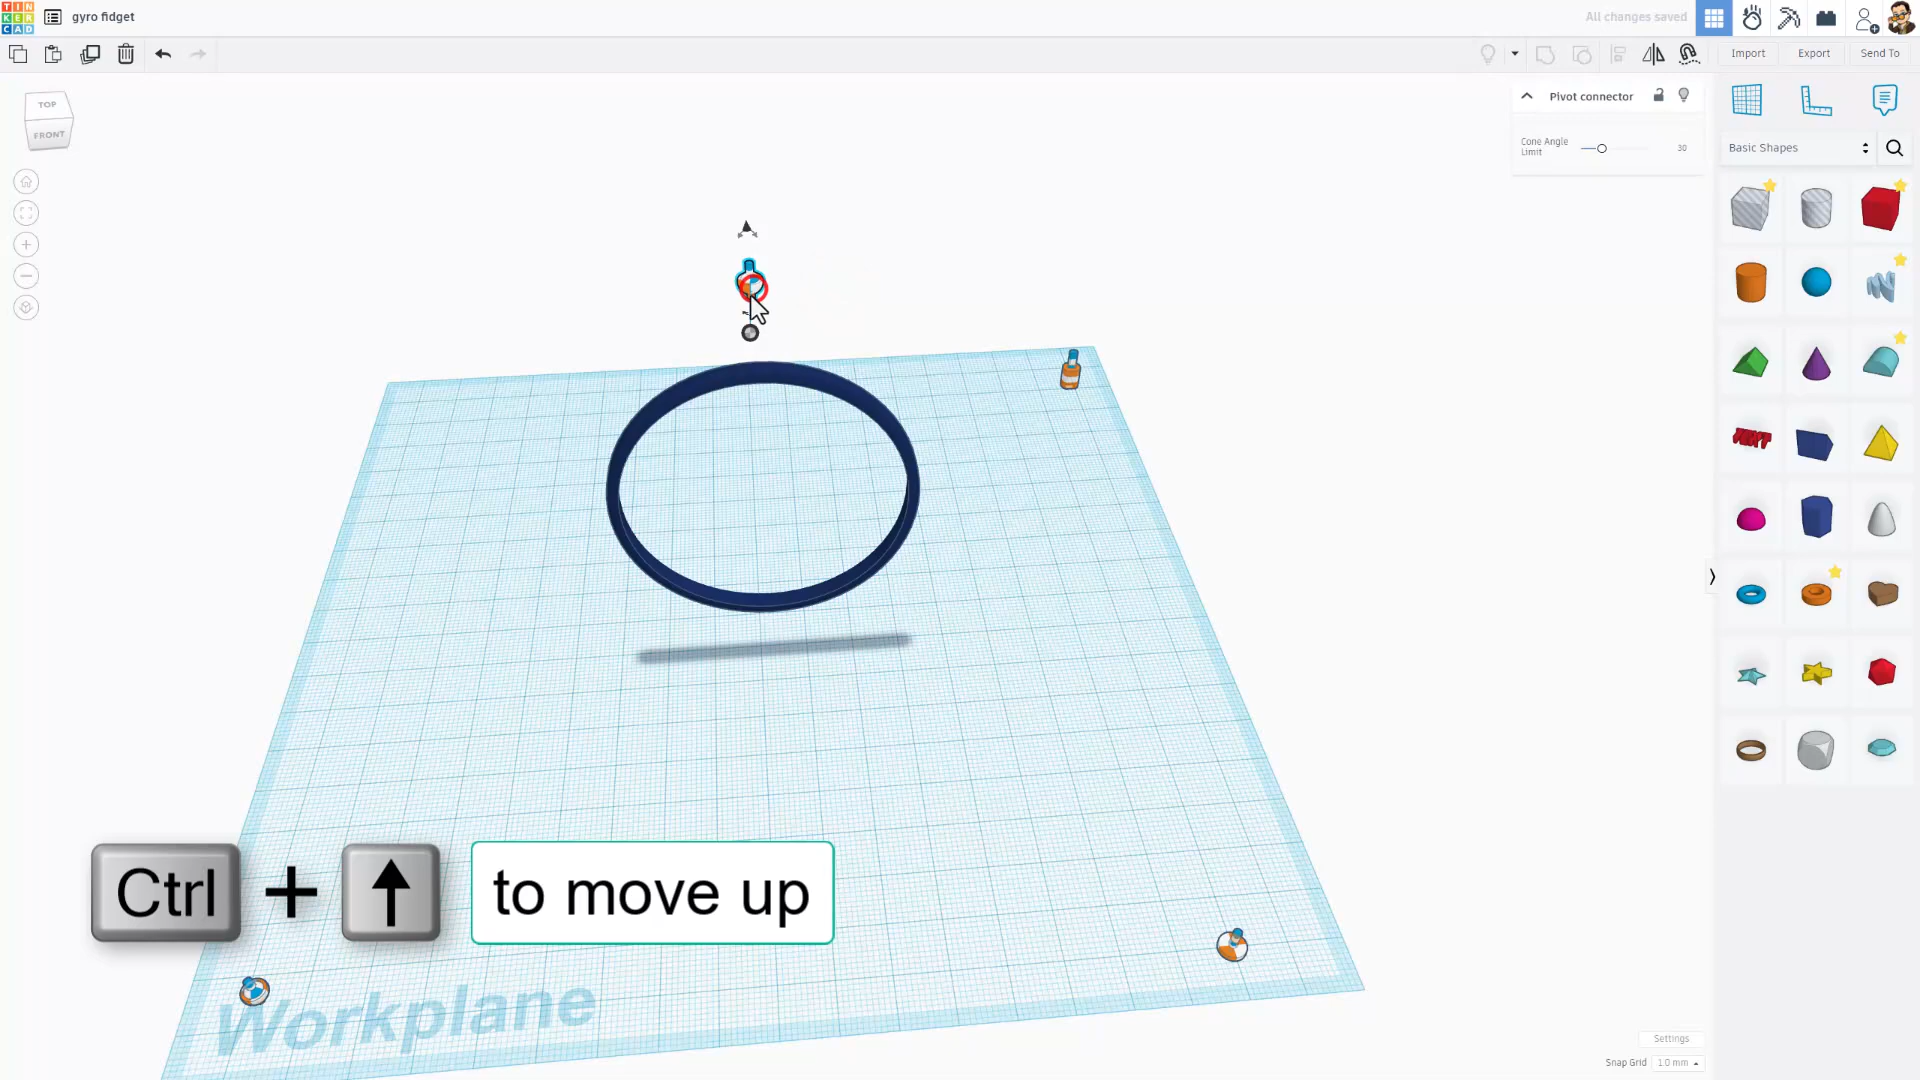 TIN
KER
CAD
gyro fidget
All changes saved
Import
Export
Send To
TOP
FRONT
Pivot connector
Cone Angle
Limit
30
Basic Shapes
TEXT
Ctrl + ↑ to move up
Workplane
Settings
Snap Grid
1.0 mm